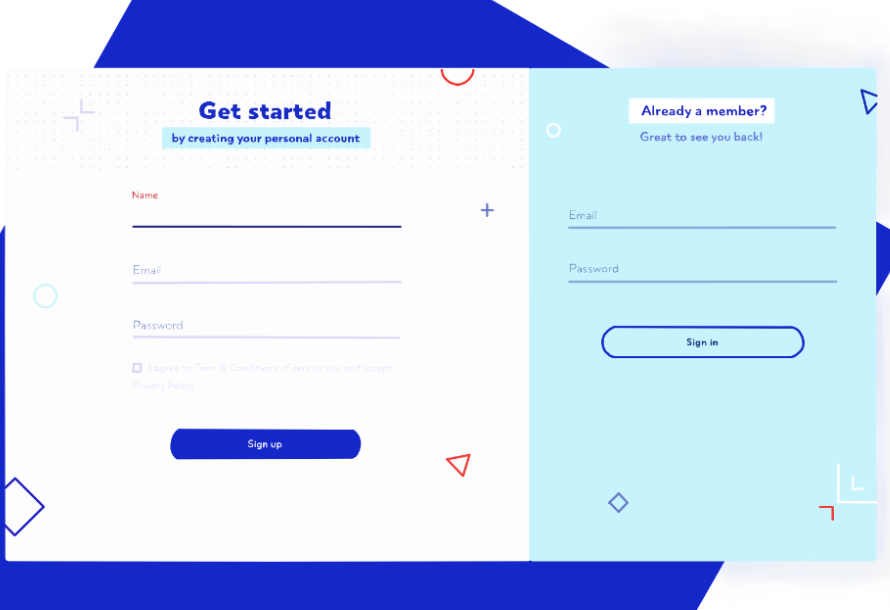 Get started
by creating your personal account
Name
Email
Password
I agree to Term & Conditions of service use and accept
Privacy Policy
Sign up
Already a member?
Great to see you back!
Email
Password
Sign in